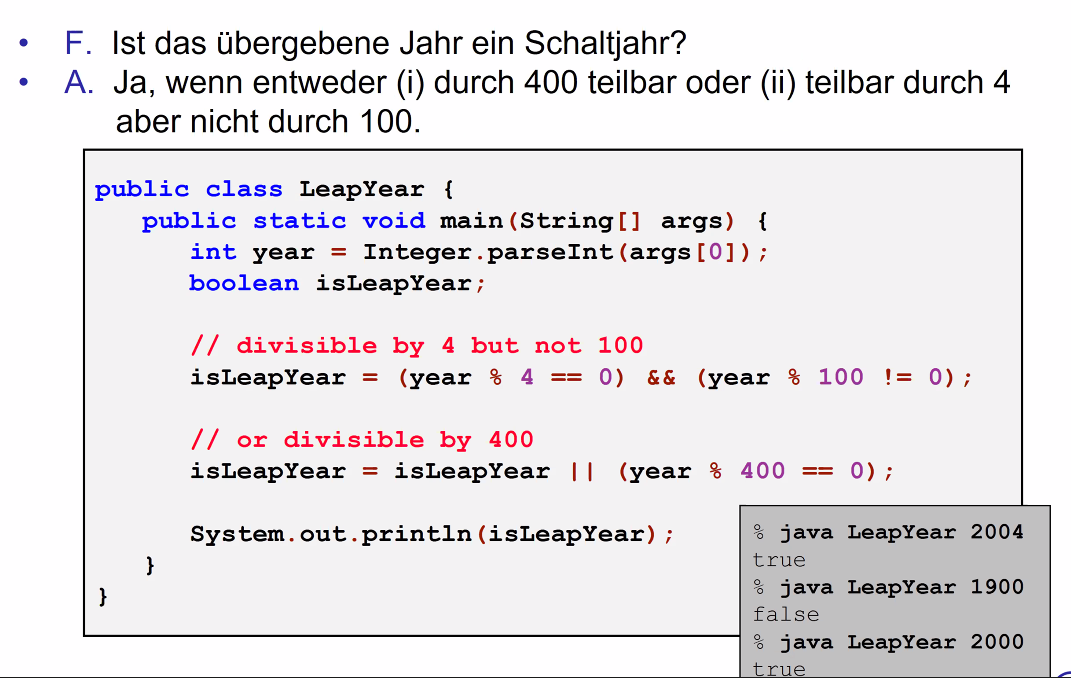 • F. Ist das übergebene Jahr ein Schaltjahr?
• A. Ja, wenn entweder (i) durch 400 teilbar oder (ii) teilbar durch 4
aber nicht durch 100.
public class LeapYear {
public static void main(String[] args) {
int year = Integer.parseInt(args[0]);
boolean isLeapYear;
// divisible by 4 but not 100
isLeapYear = (year % 4 == 0) && (year % 100 != 0);
// or divisible by 400
isLeapYear = isLeapYear || (year % 400 == 0);
System.out.println(isLeapYear);
}
}
% java LeapYear 2004
true
% java LeapYear 1900
false
% java LeapYear 2000
true